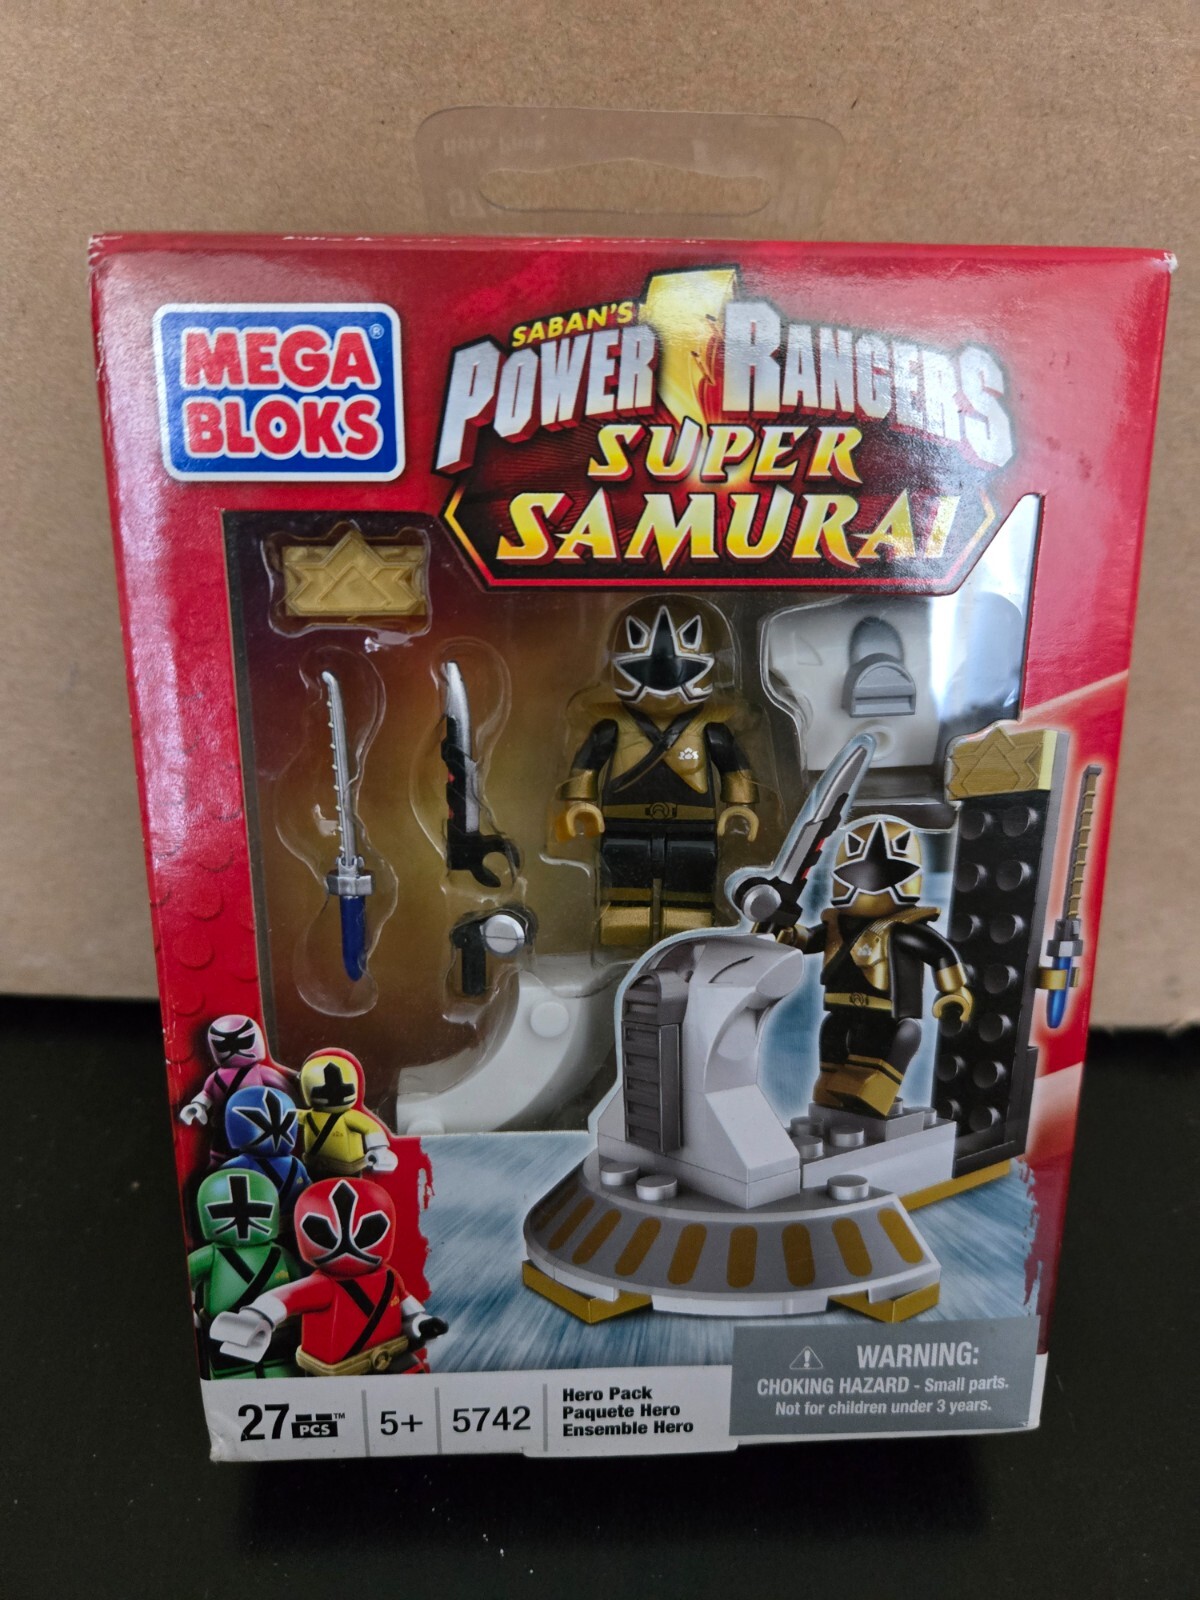 MEGA
BLOKS®
SABAN'S
POWER RANGERS
SUPER
SAMURAI
27 PCS™
5+
5742
Hero Pack
Paquete Hero
Ensemble Hero
WARNING:
CHOKING HAZARD - Small parts.
Not for children under 3 years.